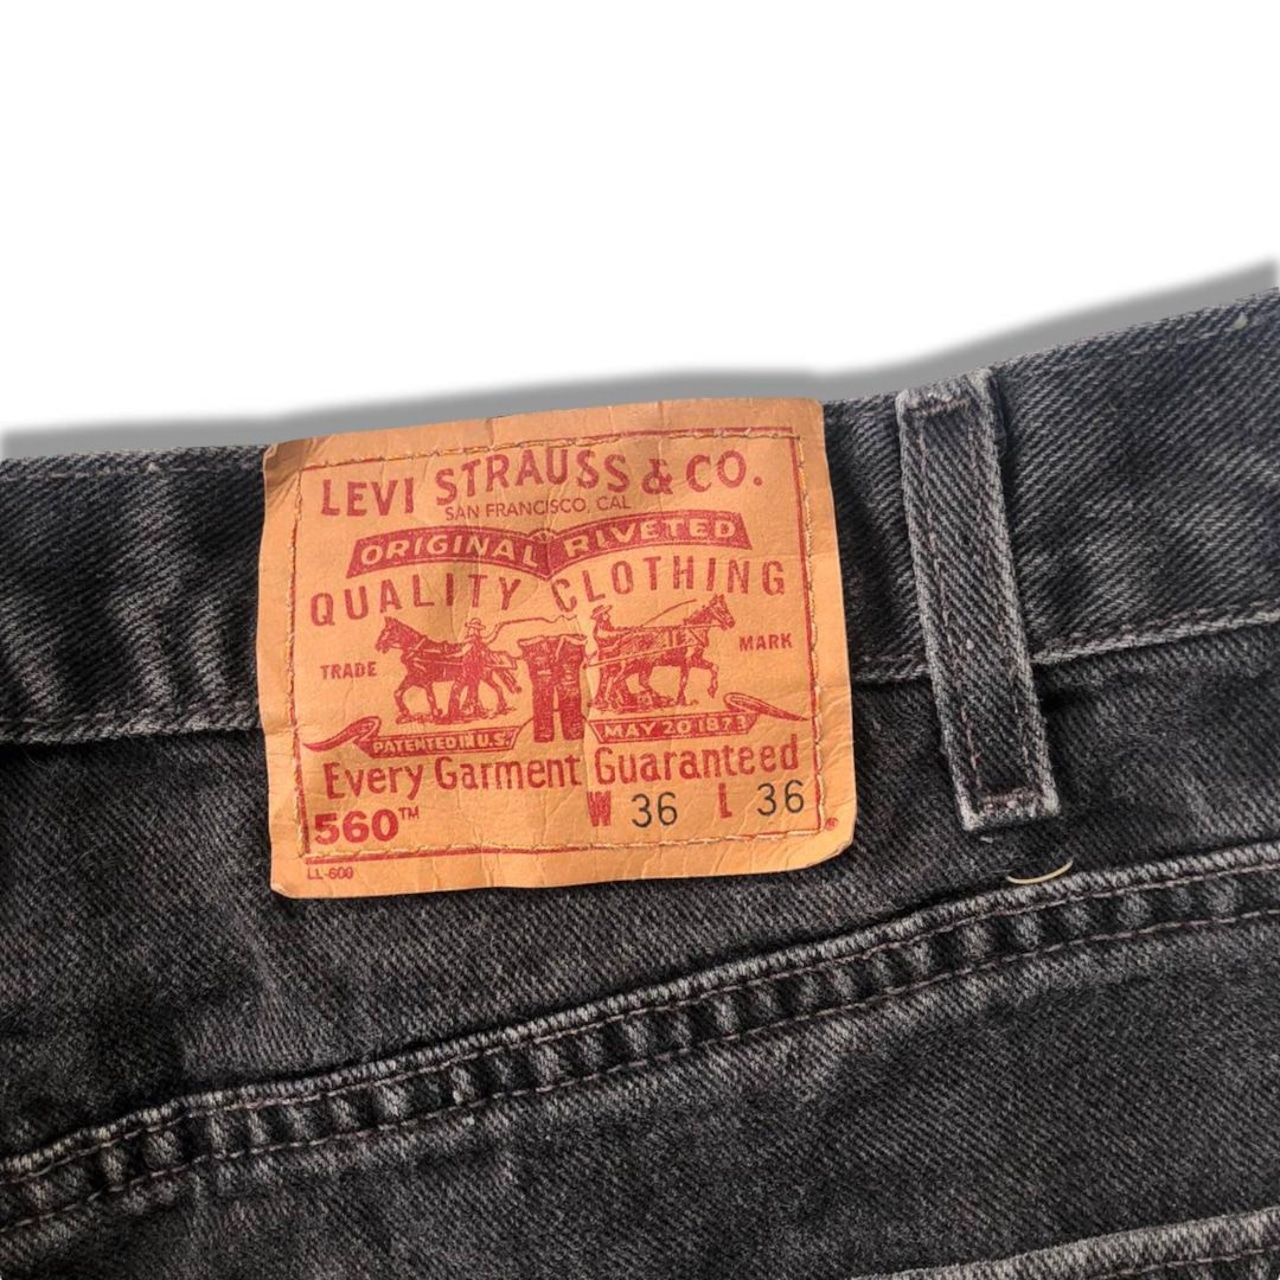 LEVI STRAUSS & CO.
SAN FRANCISCO, CAL
ORIGINAL RIVETED
QUALITY CLOTHING
TRADE MARK
PATENTED IN U.S. MAY 20 1873
Every Garment Guaranteed
560™ W 36 L 36
®
LL-600